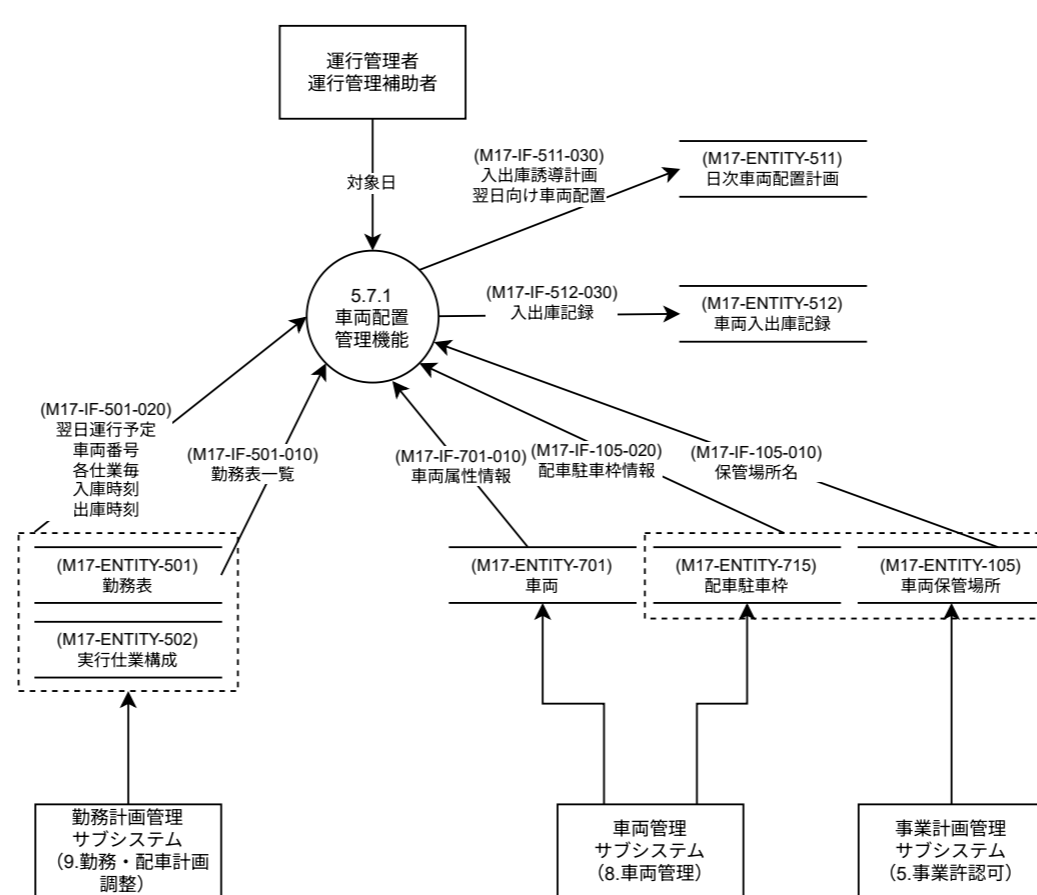 運行管理者
運行管理補助者
対象日
(M17-IF-511-030)
入出庫誘導計画
翌日向け車両配置
(M17-ENTITY-511)
日次車両配置計画
5.7.1
車両配置
管理機能
(M17-IF-512-030)
入出庫記録
(M17-ENTITY-512)
車両入出庫記録
(M17-IF-501-020)
翌日運行予定
車両番号
各仕業毎
入庫時刻
出庫時刻
(M17-IF-501-010)
勤務表一覧
(M17-IF-701-010)
車両属性情報
(M17-IF-105-020)
配車駐車枠情報
(M17-IF-105-010)
保管場所名
(M17-ENTITY-501)
勤務表
(M17-ENTITY-502)
実行仕業構成
(M17-ENTITY-701)
車両
(M17-ENTITY-715)
配車駐車枠
(M17-ENTITY-105)
車両保管場所
勤務計画管理
サブシステム
（9.勤務・配車計画
調整）
車両管理
サブシステム
（8.車両管理）
事業計画管理
サブシステム
（5.事業許認可）